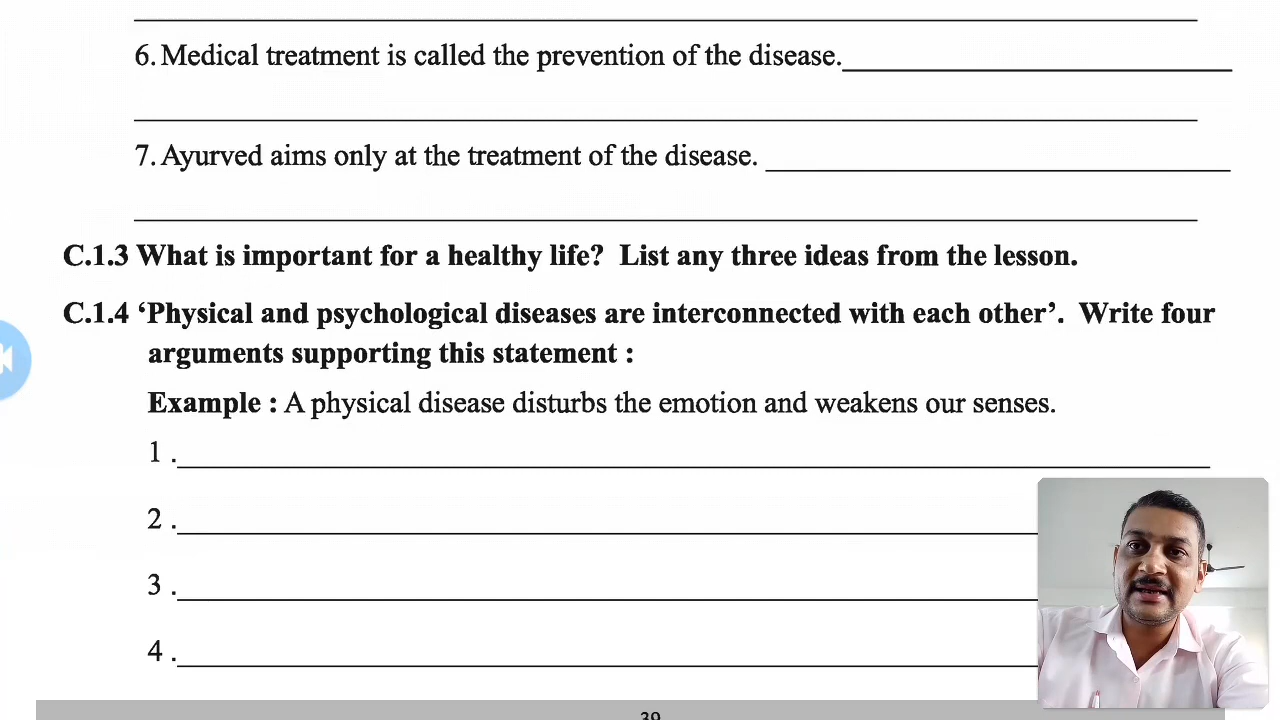 6. Medical treatment is called the prevention of the disease.
7. Ayurved aims only at the treatment of the disease.
C.1.3 What is important for a healthy life? List any three ideas from the lesson.
C.1.4 ‘Physical and psychological diseases are interconnected with each other’. Write four
arguments supporting this statement :
Example : A physical disease disturbs the emotion and weakens our senses.
1 .
2 .
3 .
4 .
39